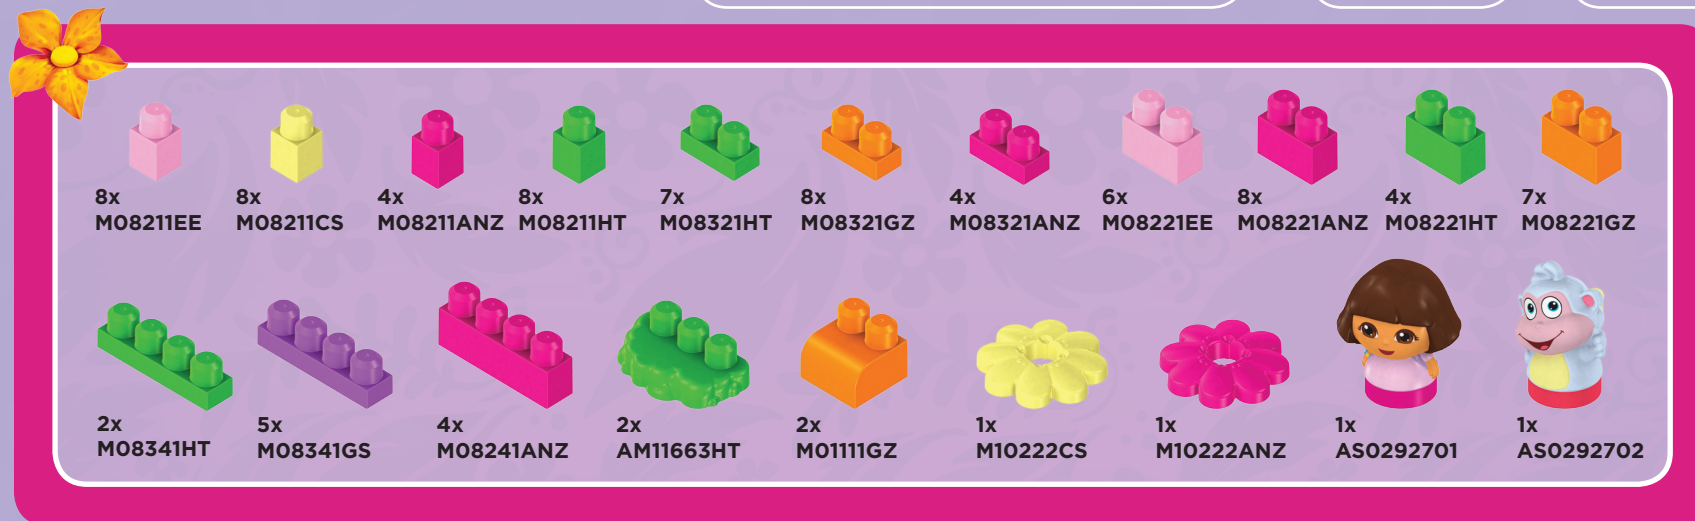 8x
M08211EE
8x
M08211CS
4x
M08211ANZ
8x
M08211HT
7x
M08321HT
8x
M08321GZ
4x
M08321ANZ
6x
M08221EE
8x
M08221ANZ
4x
M08221HT
7x
M08221GZ
2x
M08341HT
5x
M08341GS
4x
M08241ANZ
2x
AM11663HT
2x
M01111GZ
1x
M10222CS
1x
M10222ANZ
1x
AS0292701
1x
AS0292702